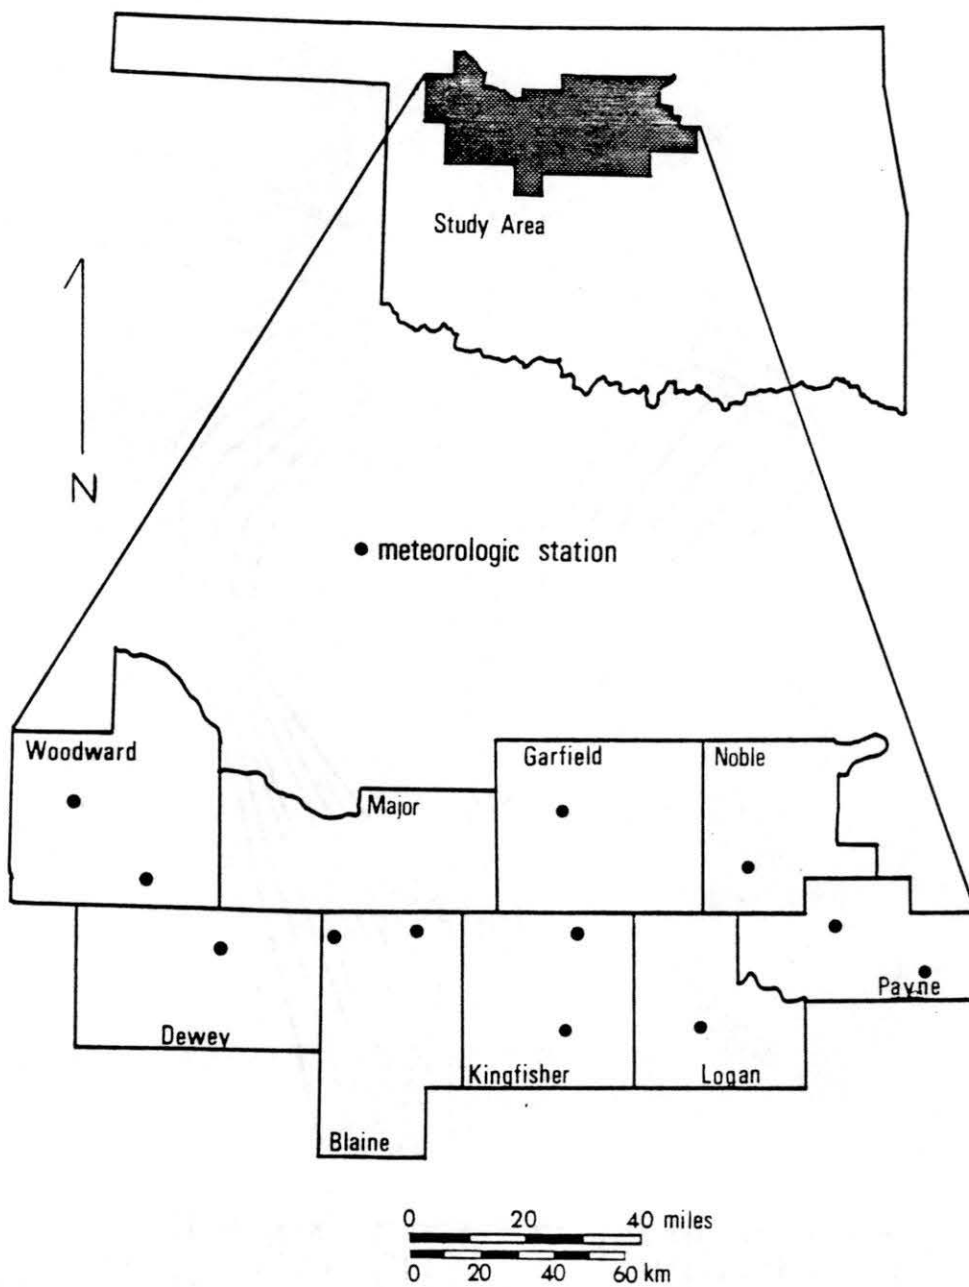 Study Area
N
meteorologic station
Woodward
Garfield
Noble
Major
Payne
Dewey
Kingfisher
Logan
Blaine
0 20 40 miles
0 20 40 60 km